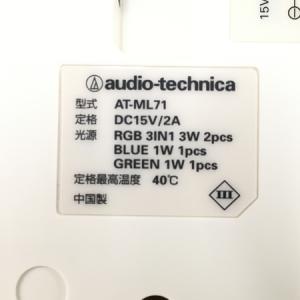 audio-technica
型式 AT-ML71
定格 DC15V/2A
光源 RGB 3IN1 3W 2pcs
BLUE 1W 1pcs
GREEN 1W 1pcs
定格最高温度 40℃
中国製
III
15V